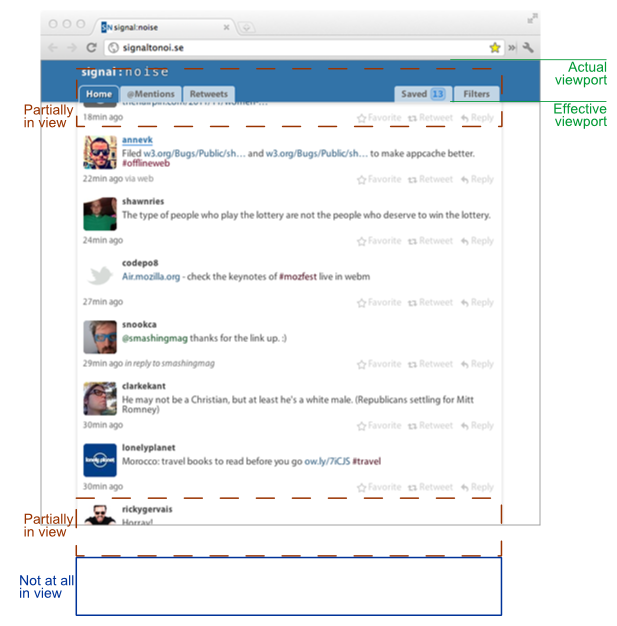 SN signal:noise
signaltonoi.se
signal:noise
Actual
viewport
Home @Mentions Retweets Saved 13 Filters
Partially
in view
Effective
viewport
18min ago Favorite Retweet Reply
annevk
Filed w3.org/Bugs/Public/sh... and w3.org/Bugs/Public/sh... to make appcache better.
#offlineweb
22min ago via web Favorite Retweet Reply
shawnries
The type of people who play the lottery are not the people who deserve to win the lottery.
24min ago Favorite Retweet Reply
codepo8
Air.mozilla.org - check the keynotes of #mozfest live in webm
27min ago Favorite Retweet Reply
snookca
@smashingmag thanks for the link up. :)
29min ago in reply to smashingmag Favorite Retweet Reply
clarkekant
He may not be a Christian, but at least he's a white male. (Republicans settling for Mitt
Romney)
30min ago Favorite Retweet Reply
lonely planet
lonelyplanet
Morocco: travel books to read before you go ow.ly/7iCJS #travel
30min ago Favorite Retweet Reply
Partially
in view
rickygervais
Horray!
Not at all
in view